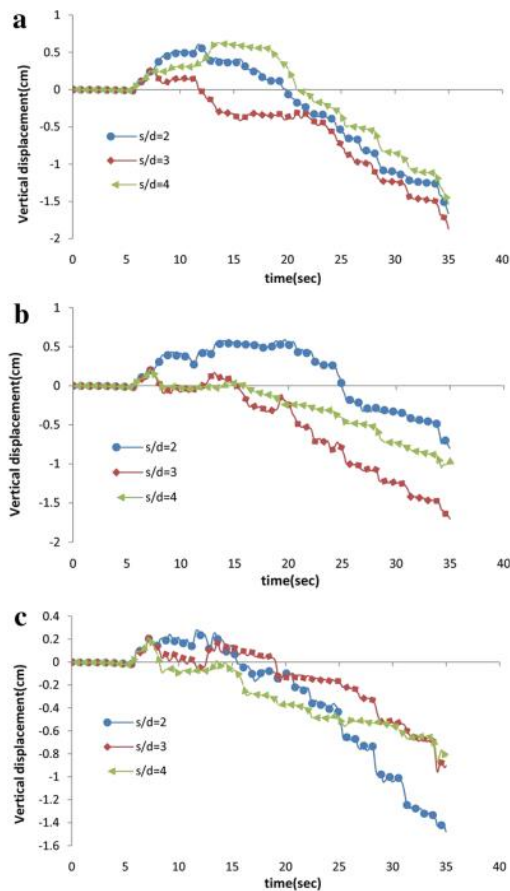 a
1
0.5
0
-0.5
-1
-1.5
-2
Vertical displacement(cm)
s/d=2
s/d=3
s/d=4
0 5 10 15 20 25 30 35 40
time(sec)
b
1
0.5
0
-0.5
-1
-1.5
-2
Vertical displacement(cm)
s/d=2
s/d=3
s/d=4
0 5 10 15 20 25 30 35 40
time(sec)
c
0.4
0.2
0
-0.2
-0.4
-0.6
-0.8
-1
-1.2
-1.4
-1.6
Vertical displacement(cm)
s/d=2
s/d=3
s/d=4
0 5 10 15 20 25 30 35 40
time(sec)